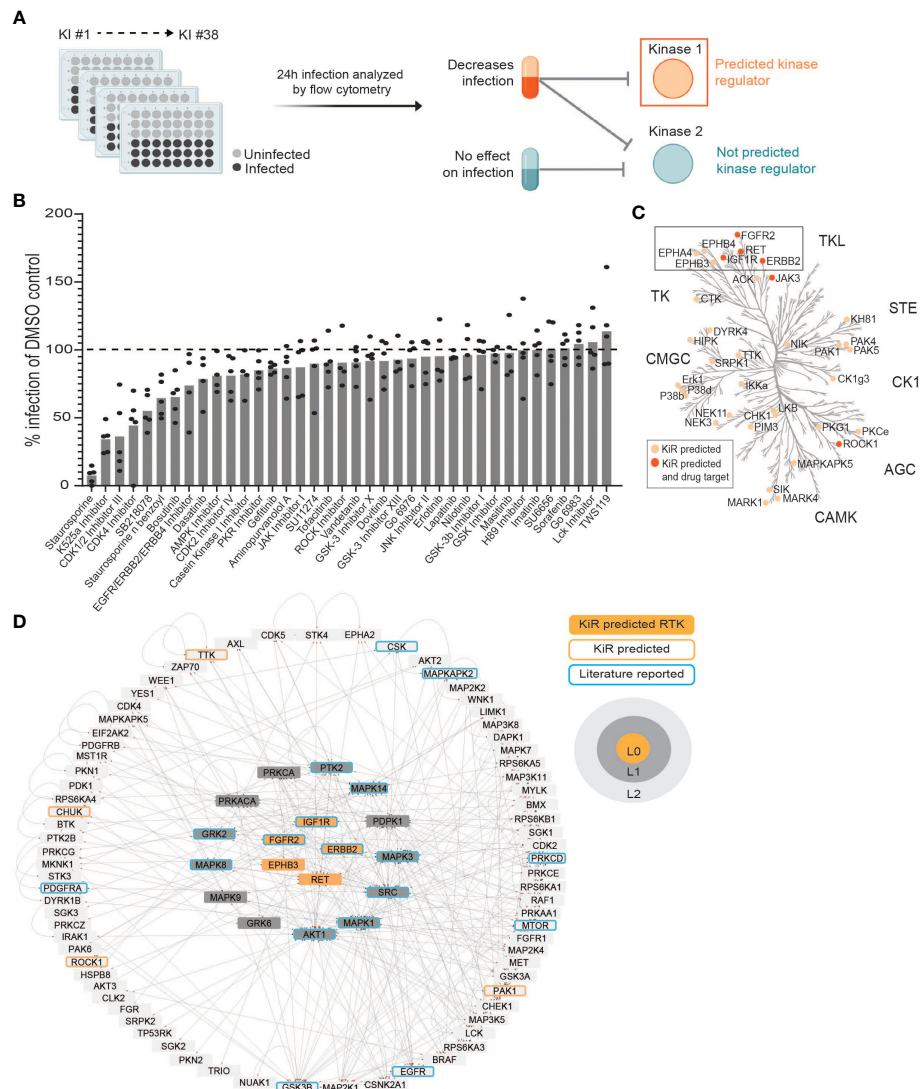 A
KI #1
KI #38
24h infection analyzed
by flow cytometry
Uninfected
Infected
Decreases
infection
No effect
on infection
Kinase 1
Predicted kinase
regulator
Kinase 2
Not predicted
kinase regulator
B
% infection of DMSO control
200
150
100
50
0
Staurosporine
K525a Inhibitor
CDK1/2 Inhibitor III
CDK4 Inhibitor
SB218078
Staurosporine n benzoyl
Bosutinib
EGFR/ERBB2/ERBB4 Inhibitor
Dasatinib
AMPK Inhibitor
CDK2 Inhibitor IV
Casein Kinase I Inhibitor
PKR Inhibitor
Gefitinib
Aminopurvanolol A
JAK Inhibitor I
SU11274
Tofacitinib
ROCK Inhibitor
Vandetanib
GSK-3 Inhibitor X
Dovitinib
GSK-3 Inhibitor XIII
Go 6976
JNK Inhibitor II
Erlotinib
Lapatinib
Nilotinib
GSK-3b Inhibitor I
GSK Inhibitor
Masitinib
H89 Inhibitor
Imatinib
SU6656
Sorafenib
Go 6983
Lck Inhibitor
TWS119
C
TKL
FGFR2
EPHB4
RET
EPHA4
IGF1R
ERBB2
EPHB3
ACK
JAK3
TK
CTK
STE
KH81
DYRK4
HIPK
NIK
PAK4
PAK1
PAK5
CMGC
TTK
SRPK1
CK1g3
CK1
Erk1
P38d
P38b
IKKa
LKB
NEK11
CHK1
NEK3
PIM3
PKG1
PKCe
ROCK1
KiR predicted
KiR predicted
and drug target
MAPKAPK5
AGC
SIK
MARK1
MARK4
CAMK
D
KiR predicted RTK
KiR predicted
Literature reported
L0
L1
L2
CDK5
STK4
EPHA2
AXL
CSK
TTK
AKT2
ZAP70
MAPKAPK2
WEE1
MAP2K2
YES1
WNK1
CDK4
LIMK1
MAPKAPK5
MAP3K8
EIF2AK2
DAPK1
PDGFRB
MAPK7
MST1R
RPS6KA5
PKN1
MAP3K11
PDK1
MYLK
RPS6KA4
BMX
CHUK
RPS6KB1
BTK
SGK1
PTK2B
CDK2
PRKCG
PRKCD
MKNK1
PRKCE
STK3
RPS6KA1
PDGFRA
RAF1
DYRK1B
PRKAA1
SGK3
MTOR
PRKCZ
FGFR1
IRAK1
MAP2K4
PAK6
MET
ROCK1
GSK3A
HSPB8
PAK1
AKT3
CHEK1
CLK2
MAP3K5
FGR
LCK
SRPK2
RPS6KA3
TP53RK
BRAF
SGK2
EGFR
PKN2
CSNK2A1
TRIO
MAP2K1
NUAK1
GSK3B
PRKCA
PTK2
PRKACA
MAPK14
IGF1R
PDPK1
GRK2
FGFR2
ERBB2
MAPK3
MAPK8
EPHB3
RET
SRC
MAPK9
GRK6
MAPK1
AKT1